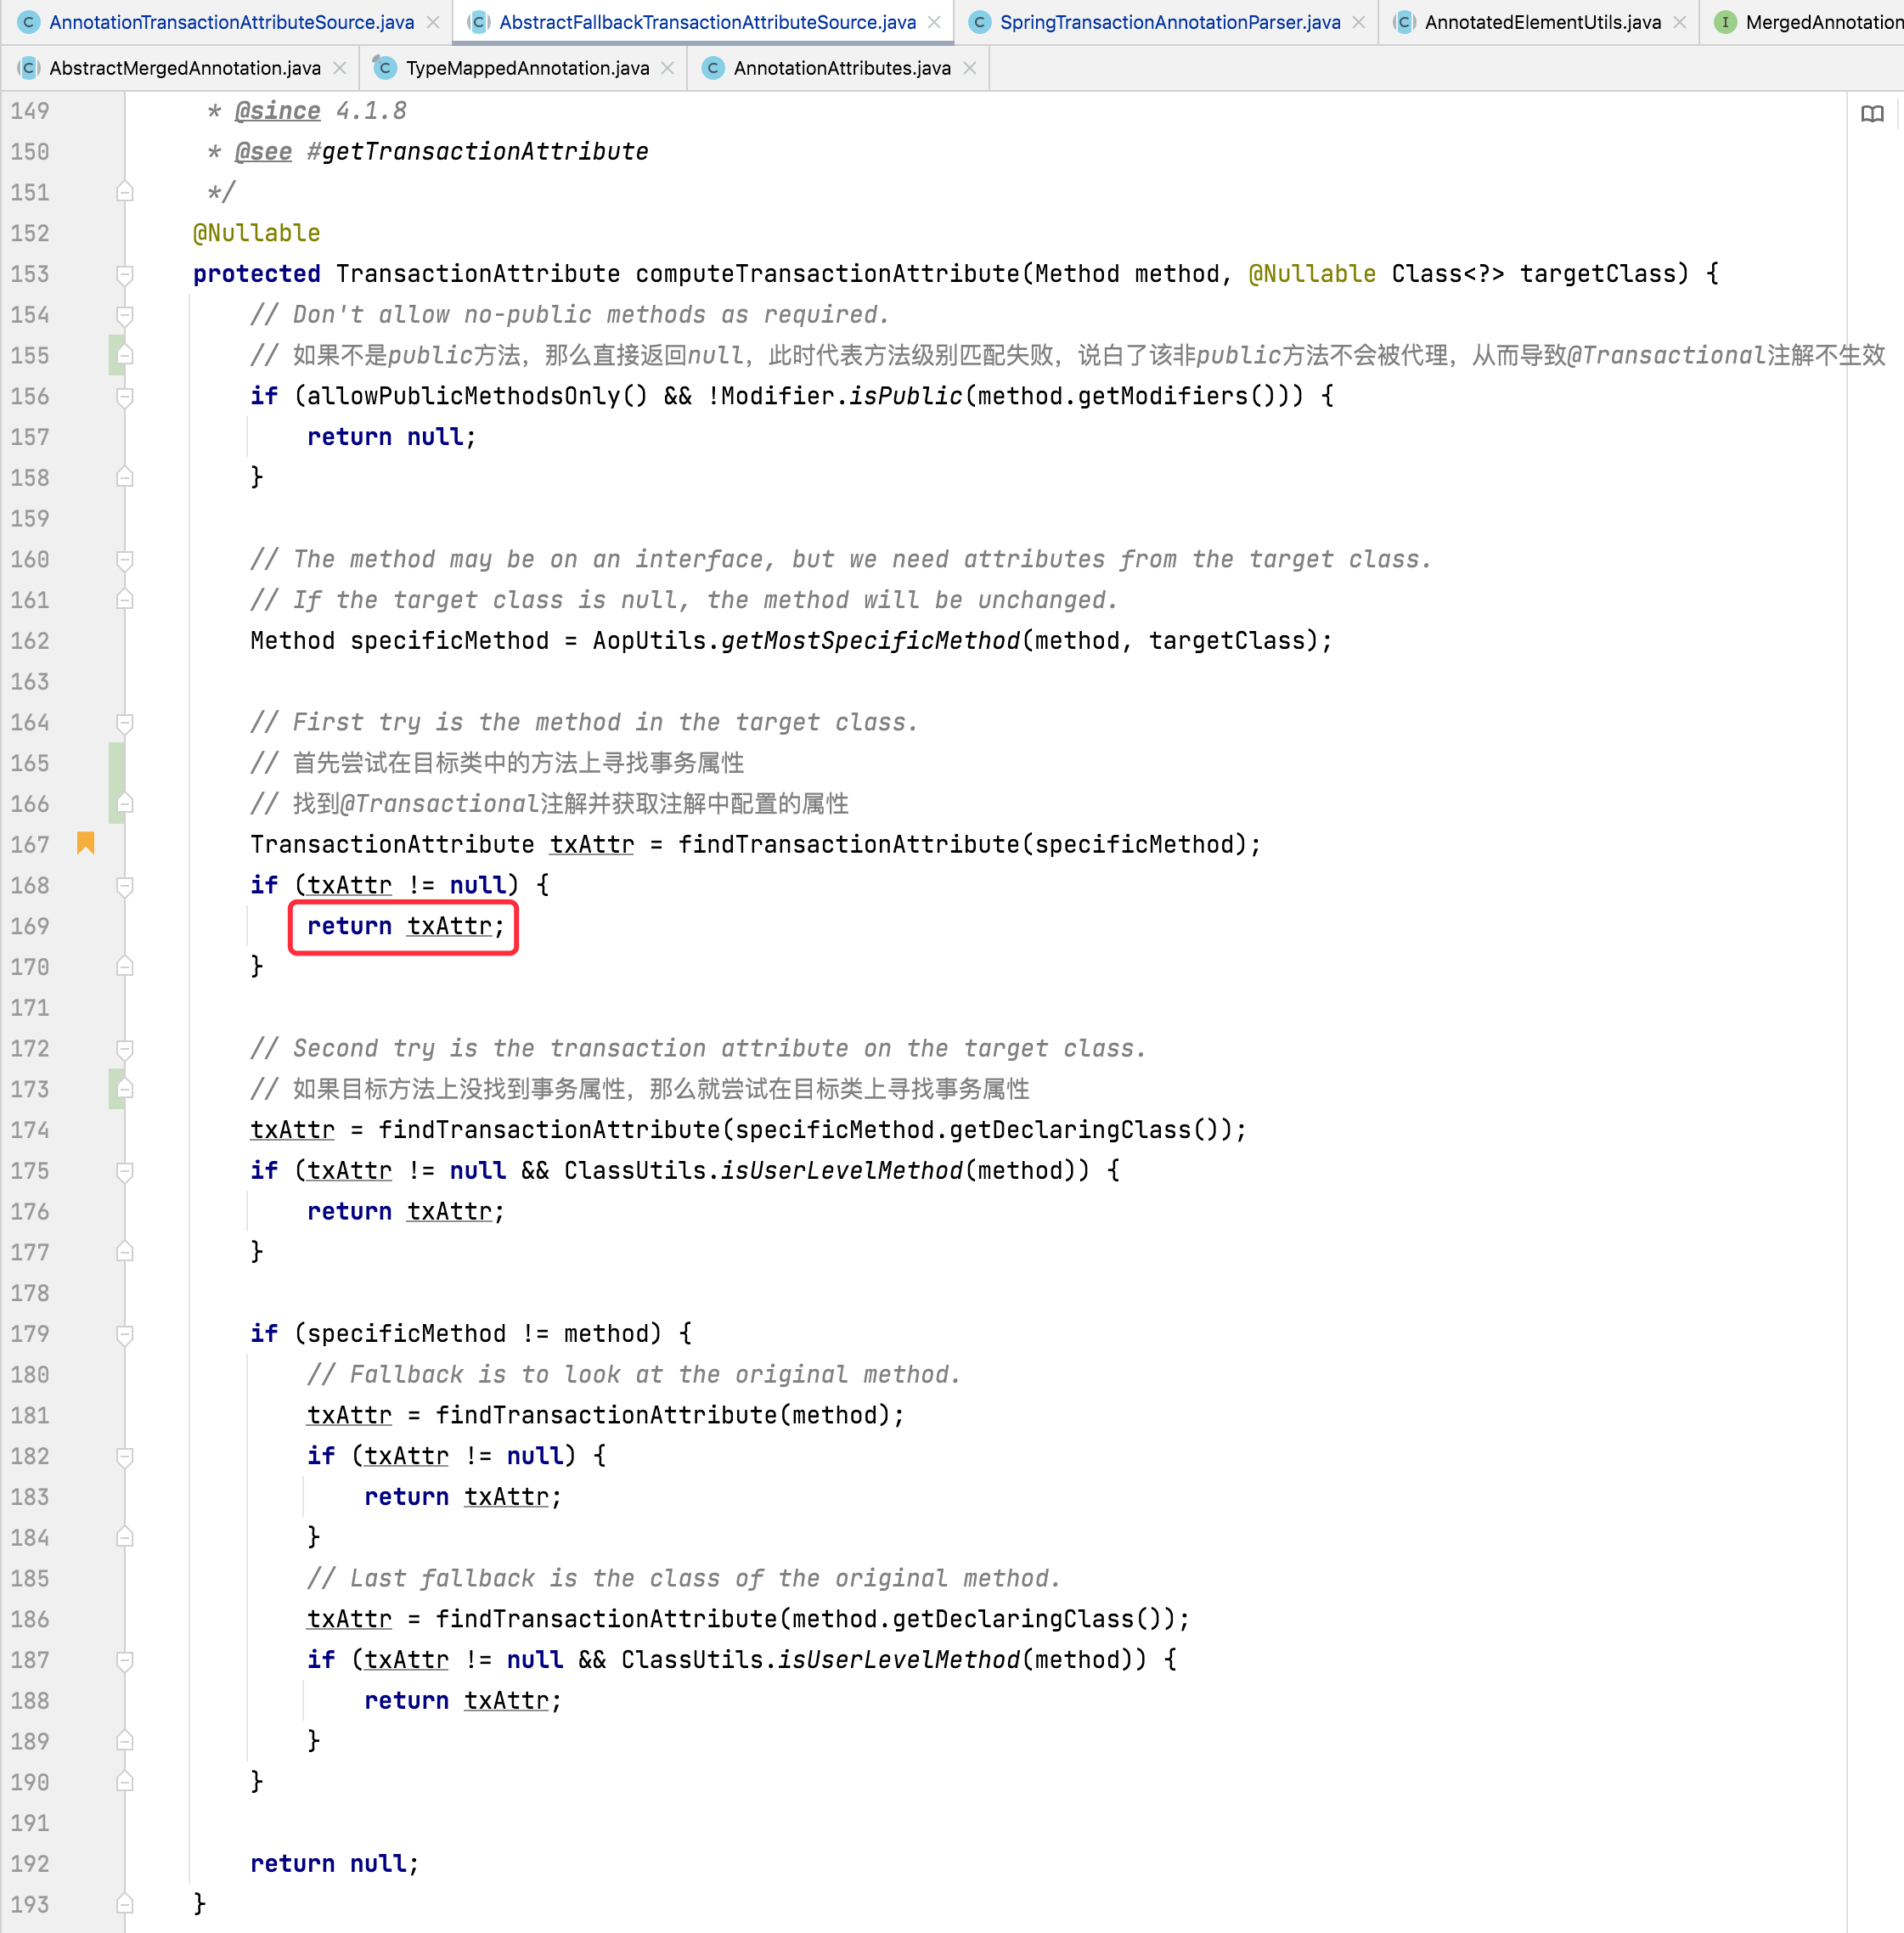 AnnotationTransactionAttributeSource.java AbstractFallbackTransactionAttributeSource.java SpringTransactionAnnotationParser.java AnnotatedElementUtils.java MergedAnnotation
AbstractMergedAnnotation.java TypeMappedAnnotation.java AnnotationAttributes.java
149 * @since 4.1.8
150 * @see #getTransactionAttribute
151 */
152 @Nullable
153 protected TransactionAttribute computeTransactionAttribute(Method method, @Nullable Class<?> targetClass) {
154 // Don't allow no-public methods as required.
155 // 如果不是public方法，那么直接返回null，此时代表方法级别匹配失败，说白了该非public方法不会被代理，从而导致@Transactional注解不生效
156 if (allowPublicMethodsOnly() && !Modifier.isPublic(method.getModifiers())) {
157 return null;
158 }
159
160 // The method may be on an interface, but we need attributes from the target class.
161 // If the target class is null, the method will be unchanged.
162 Method specificMethod = AopUtils.getMostSpecificMethod(method, targetClass);
163
164 // First try is the method in the target class.
165 // 首先尝试在目标类中的方法上寻找事务属性
166 // 找到@Transactional注解并获取注解中配置的属性
167 TransactionAttribute txAttr = findTransactionAttribute(specificMethod);
168 if (txAttr != null) {
169 return txAttr;
170 }
171
172 // Second try is the transaction attribute on the target class.
173 // 如果目标方法上没找到事务属性，那么就尝试在目标类上寻找事务属性
174 txAttr = findTransactionAttribute(specificMethod.getDeclaringClass());
175 if (txAttr != null && ClassUtils.isUserLevelMethod(method)) {
176 return txAttr;
177 }
178
179 if (specificMethod != method) {
180 // Fallback is to look at the original method.
181 txAttr = findTransactionAttribute(method);
182 if (txAttr != null) {
183 return txAttr;
184 }
185 // Last fallback is the class of the original method.
186 txAttr = findTransactionAttribute(method.getDeclaringClass());
187 if (txAttr != null && ClassUtils.isUserLevelMethod(method)) {
188 return txAttr;
189 }
190 }
191
192 return null;
193 }